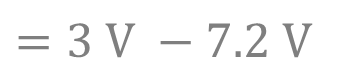 = 3 V − 7.2 V